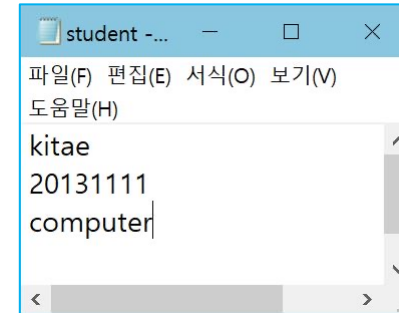 student -...
파일(F) 편집(E) 서식(O) 보기(V)
도움말(H)
kitae
20131111
computer